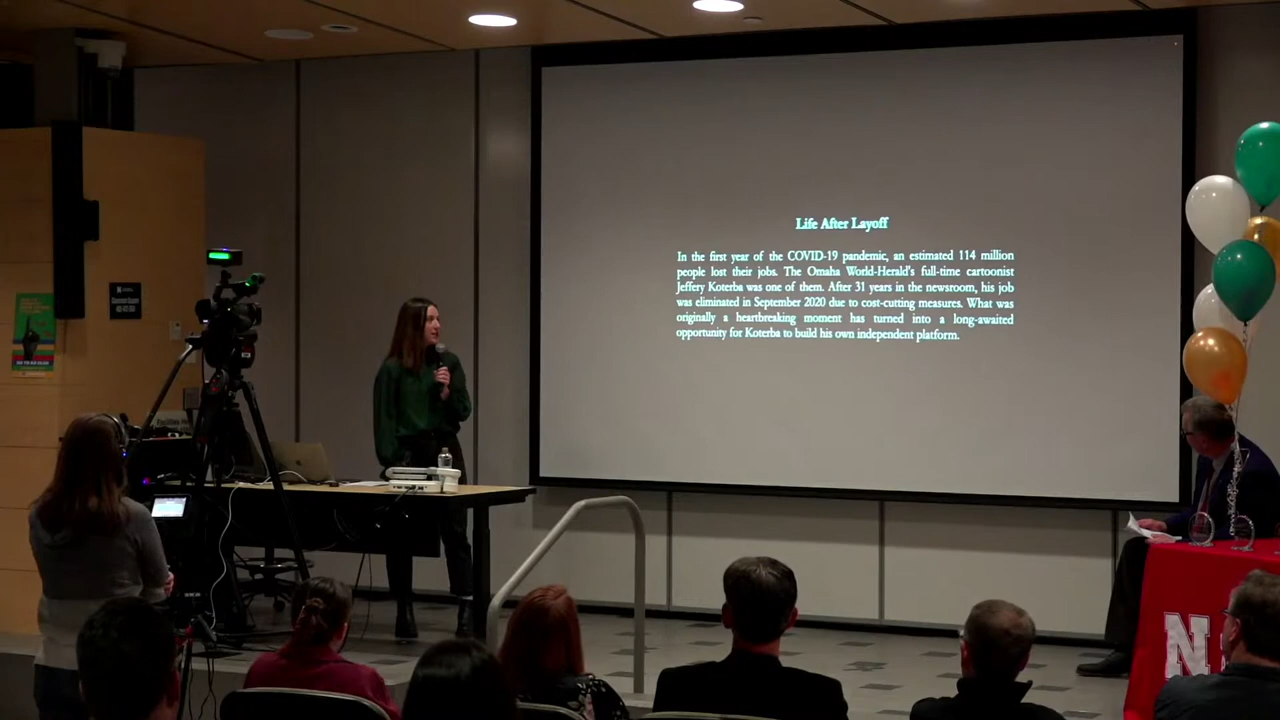 Life After Layoff
In the first year of the COVID-19 pandemic, an estimated 114 million
people lost their jobs. The Omaha World-Herald's full-time cartoonist
Jeffery Koterba was one of them. After 31 years in the newsroom, his job
was eliminated in September 2020 due to cost-cutting measures. What was
originally a heartbreaking moment has turned into a long-awaited
opportunity for Koterba to build his own independent platform.
N